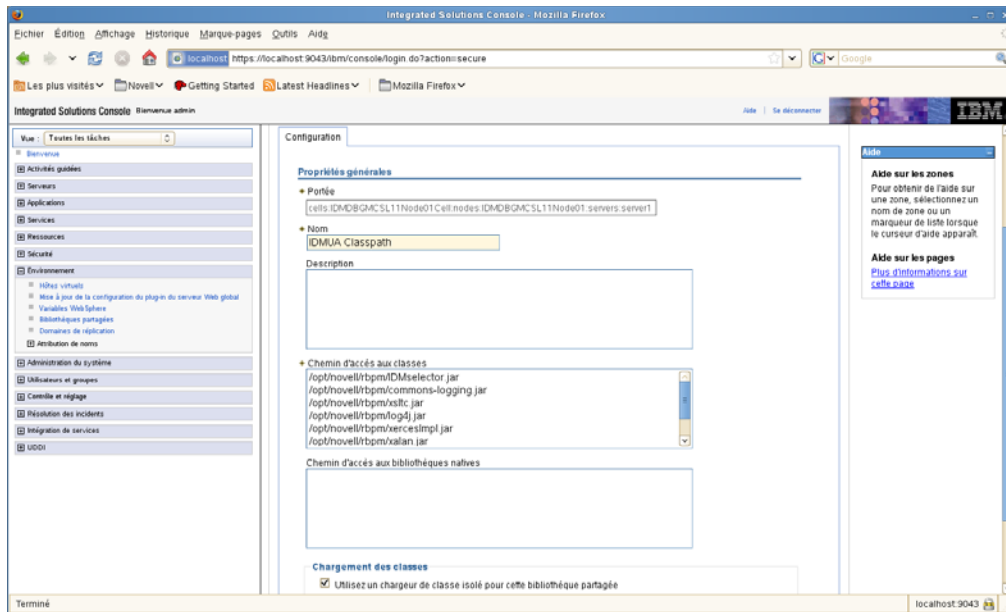 Integrated Solutions Console - Mozilla Firefox
Fichier Édition Affichage Historique Marque-pages Outils Aide
localhost https://localhost:9043/ibm/console/login.do?action=secure
Google
Les plus visités Novell Getting Started Latest Headlines Mozilla Firefox
Integrated Solutions Console Bienvenue admin
Aide Se déconnecter
IBM
Vue : Toutes les tâches
Bienvenue
Activités guidées
Serveurs
Applications
Services
Ressources
Sécurité
Environnement
Hôtes virtuels
Mise à jour de la configuration du plug-in du serveur Web global
Variables WebSphere
Bibliothèques partagées
Domaines de réplication
Attribution de noms
Administration du système
Utilisateurs et groupes
Contrôle et réglage
Résolution des incidents
Intégration de services
UDDI
Configuration
Propriétés générales
Portée
cells:IDMDBGMCSL11Node01Cell:nodes:IDMDBGMCSL11Node01:servers:server1
Nom
IDMUA Classpath
Description
Chemin d'accès aux classes
/opt/novell/rbpm/IDMselector.jar
/opt/novell/rbpm/commons-logging.jar
/opt/novell/rbpm/xsltc.jar
/opt/novell/rbpm/log4j.jar
/opt/novell/rbpm/xercesImpl.jar
/opt/novell/rbpm/xalan.jar
Chemin d'accès aux bibliothèques natives
Chargement des classes
Utilisez un chargeur de classe isolé pour cette bibliothèque partagée
Aide
Aide sur les zones
Pour obtenir de l'aide sur
une zone, sélectionnez un
nom de zone ou un
marqueur de liste lorsque
le curseur d'aide apparaît.
Aide sur les pages
Plus d'informations sur
cette page
Terminé
localhost:9043